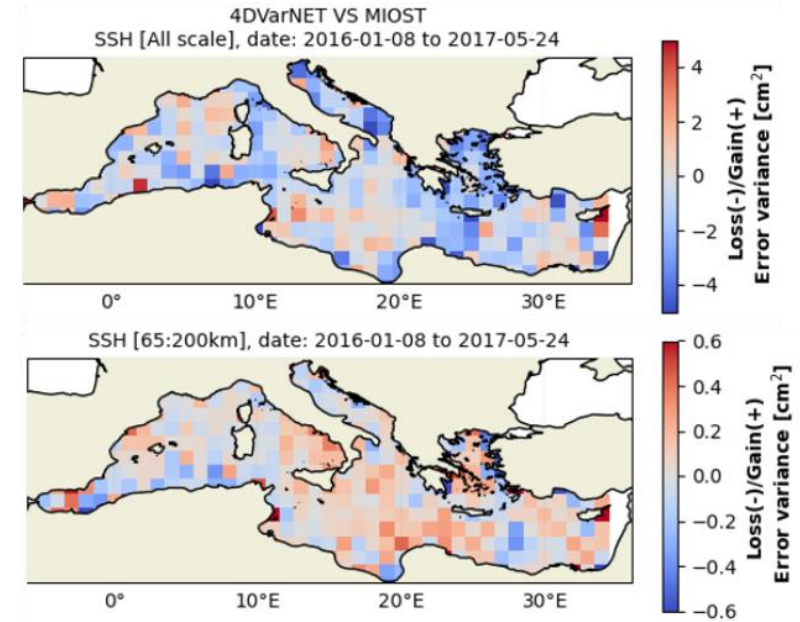 4DVarNET VS MIOST
SSH [All scale], date: 2016-01-08 to 2017-05-24
4
2
0
−2
−4
Loss(-)/Gain(+)
Error variance [cm²]
0°
10°E
20°E
30°E
SSH [65:200km], date: 2016-01-08 to 2017-05-24
0.6
0.4
0.2
0.0
−0.2
−0.4
−0.6
Loss(-)/Gain(+)
Error variance [cm²]
0°
10°E
20°E
30°E